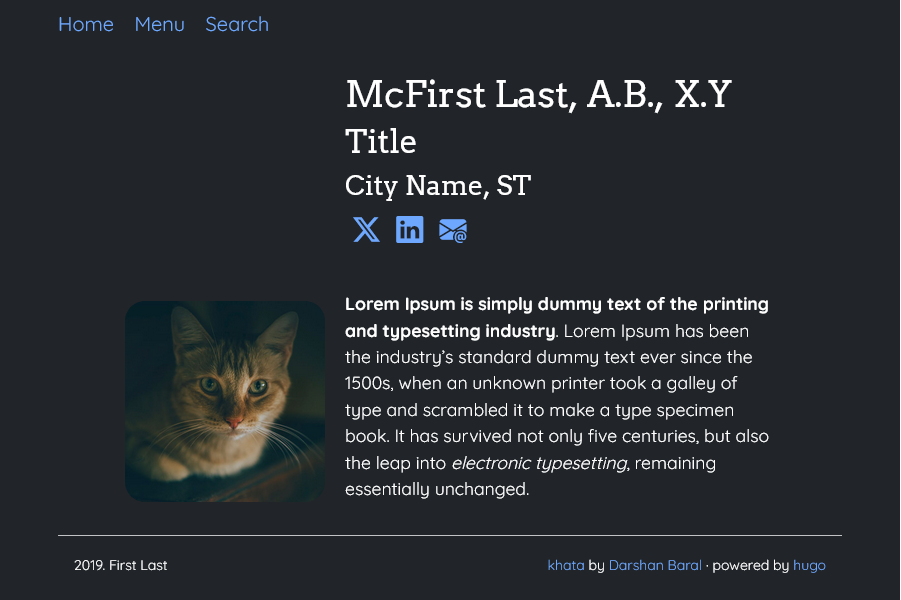 Home Menu Search
McFirst Last, A.B., X.Y
Title
City Name, ST
Lorem Ipsum is simply dummy text of the printing
and typesetting industry. Lorem Ipsum has been
the industry’s standard dummy text ever since the
1500s, when an unknown printer took a galley of
type and scrambled it to make a type specimen
book. It has survived not only five centuries, but also
the leap into electronic typesetting, remaining
essentially unchanged.
2019. First Last
khata by Darshan Baral · powered by hugo